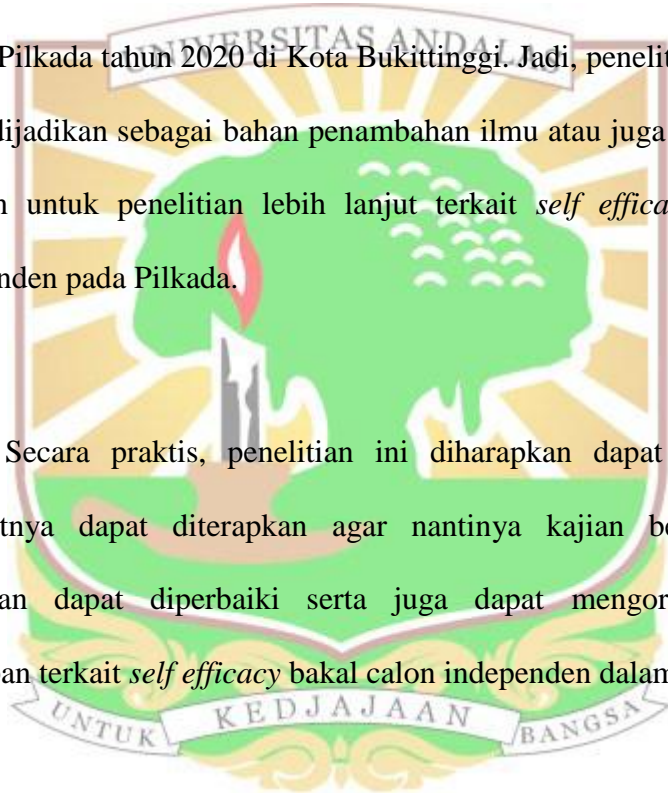 UNIVERSITAS ANDALAS
Pilkada tahun 2020 di Kota Bukittinggi. Jadi, penelit
dijadikan sebagai bahan penambahan ilmu atau juga
n untuk penelitian lebih lanjut terkait self effica
nden pada Pilkada.
Secara praktis, penelitian ini diharapkan dapat
tnya dapat diterapkan agar nantinya kajian be
an dapat diperbaiki serta juga dapat mengor
an terkait self efficacy bakal calon independen dalam
UNTUK KEDJAJAAN BANGSA